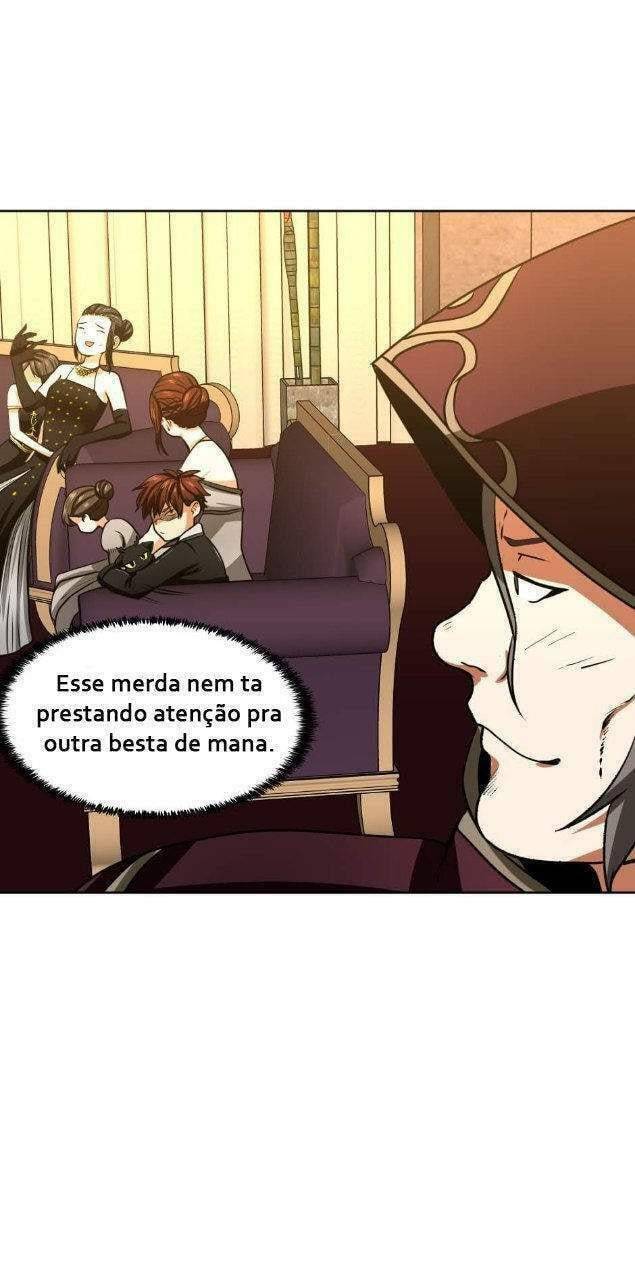 Esse merda nem ta
prestando atenção pra
outra besta de mana.